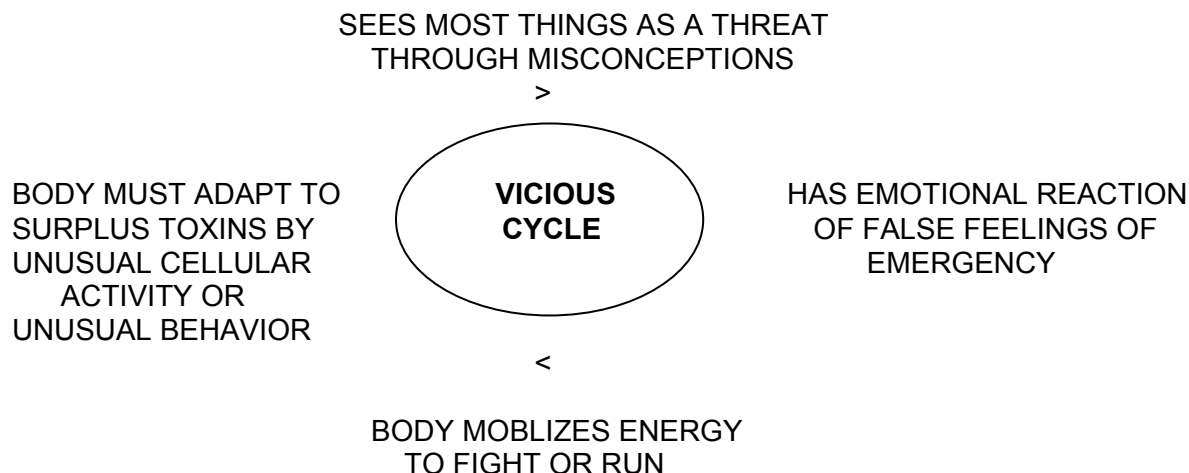 SEES MOST THINGS AS A THREAT
THROUGH MISCONCEPTIONS
>
BODY MUST ADAPT TO
SURPLUS TOXINS BY
UNUSUAL CELLULAR
ACTIVITY OR
UNUSUAL BEHAVIOR
VICIOUS
CYCLE
HAS EMOTIONAL REACTION
OF FALSE FEELINGS OF
EMERGENCY
<
BODY MOBLIZES ENERGY
TO FIGHT OR RUN